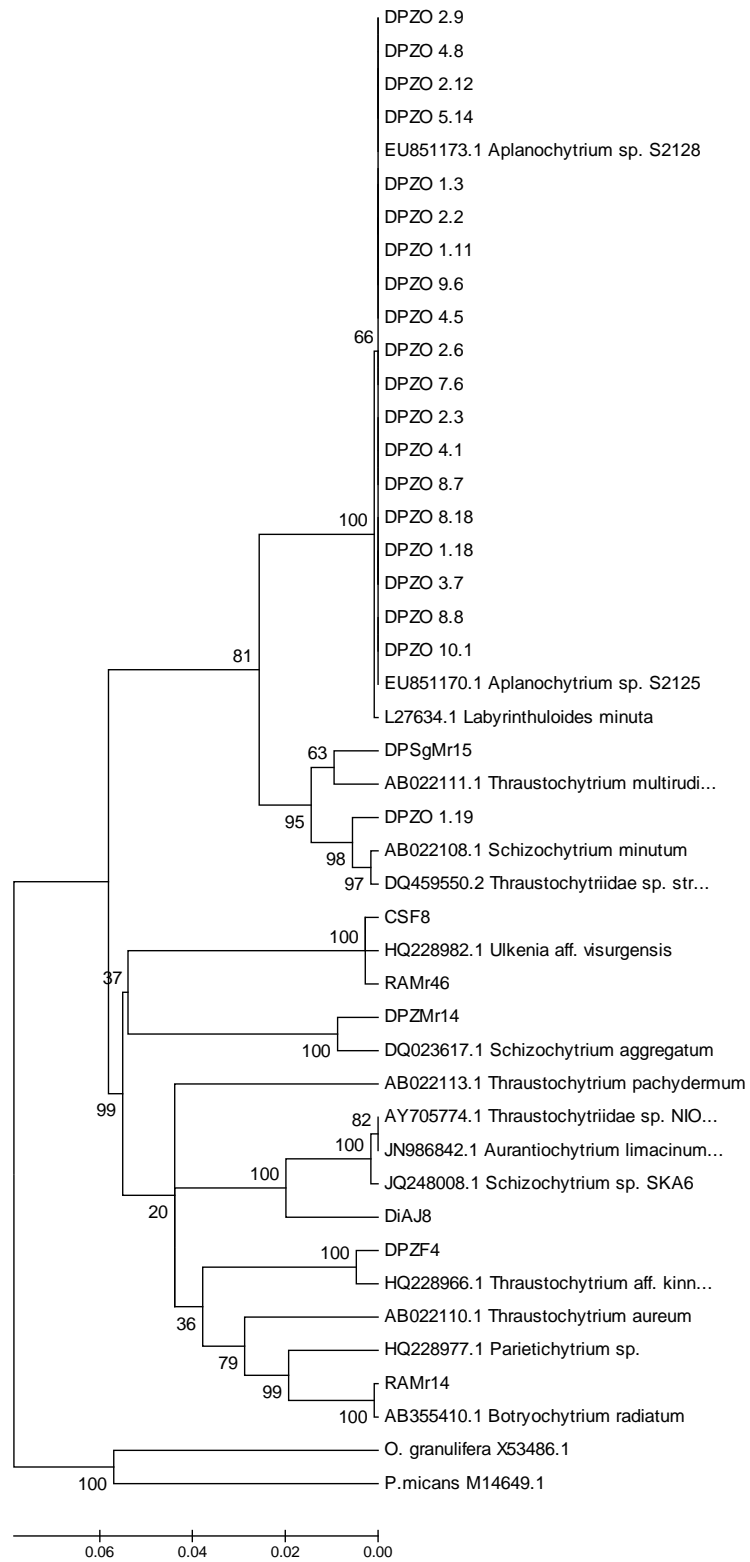 DPZO 2.9
DPZO 4.8
DPZO 2.12
DPZO 5.14
EU851173.1 Aplanochytrium sp. S2128
DPZO 1.3
DPZO 2.2
DPZO 1.11
DPZO 9.6
DPZO 4.5
66
DPZO 2.6
DPZO 7.6
DPZO 2.3
DPZO 4.1
DPZO 8.7
100
DPZO 8.18
DPZO 1.18
DPZO 3.7
DPZO 8.8
81
DPZO 10.1
EU851170.1 Aplanochytrium sp. S2125
L27634.1 Labyrinthuloides minuta
63
DPSgMr15
AB022111.1 Thraustochytrium multirudi...
95
DPZO 1.19
98
AB022108.1 Schizochytrium minutum
97
DQ459550.2 Thraustochytriidae sp. str...
CSF8
100
HQ228982.1 Ulkenia aff. visurgensis
37
RAMr46
DPZMr14
100
DQ023617.1 Schizochytrium aggregatum
AB022113.1 Thraustochytrium pachydermum
99
82
AY705774.1 Thraustochytriidae sp. NIO...
100
JN986842.1 Aurantiochytrium limacinum...
100
JQ248008.1 Schizochytrium sp. SKA6
20
DiAJ8
100
DPZF4
HQ228966.1 Thraustochytrium aff. kinn...
36
AB022110.1 Thraustochytrium aureum
79
HQ228977.1 Parietichytrium sp.
99
RAMr14
100
AB355410.1 Botryochytrium radiatum
O. granulifera X53486.1
100
P.micans M14649.1
0.06 0.04 0.02 0.00